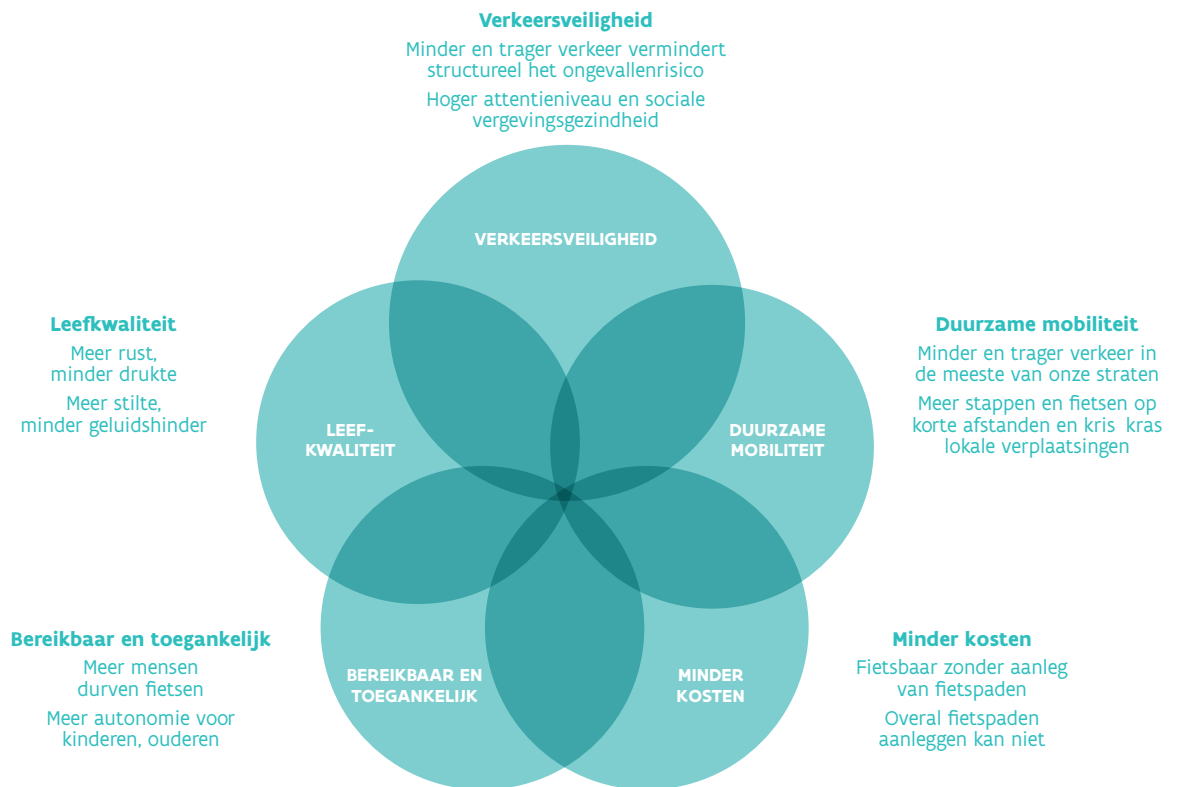 Verkeersveiligheid
Minder en trager verkeer vermindert
structureel het ongevallenrisico
Hoger attentieniveau en sociale
vergevingsgezindheid
VERKEERSVEILIGHEID
Leefkwaliteit
Meer rust,
minder drukte
Meer stilte,
minder geluidshinder
LEEF-
KWALITEIT
DUURZAME
MOBILITEIT
Duurzame mobiliteit
Minder en trager verkeer in
de meeste van onze straten
Meer stappen en fietsen op
korte afstanden en kris kras
lokale verplaatsingen
Bereikbaar en toegankelijk
Meer mensen
durven fietsen
Meer autonomie voor
kinderen, ouderen
BEREIKBAAR EN
TOEGANKELIJK
MINDER
KOSTEN
Minder kosten
Fietsbaar zonder aanleg
van fietspaden
Overal fietspaden
aanleggen kan niet